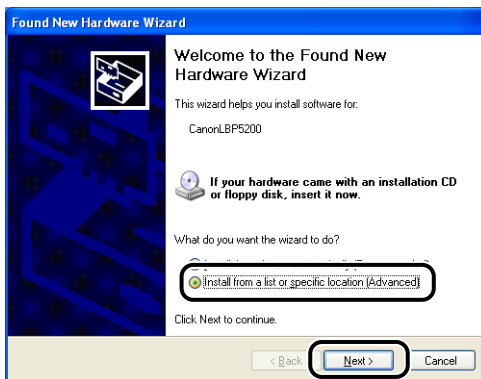 Found New Hardware Wizard
Welcome to the Found New
Hardware Wizard
This wizard helps you install software for:
CanonLBP5200
If your hardware came with an installation CD
or floppy disk, insert it now.
What do you want the wizard to do?
Install from a list or specific location (Advanced)
Click Next to continue.
< Back
Next >
Cancel